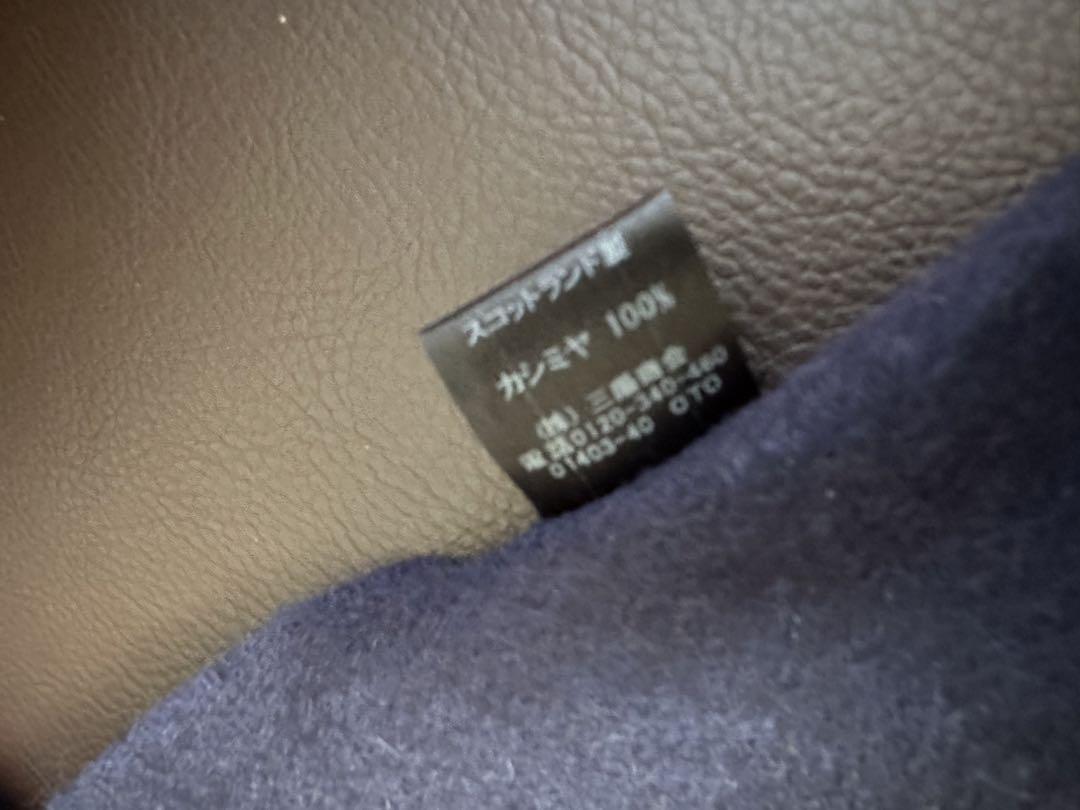 スコットランド製
カシミヤ 100%
(株) 三陽商会
電話0120-340-460
01403-40 OTO